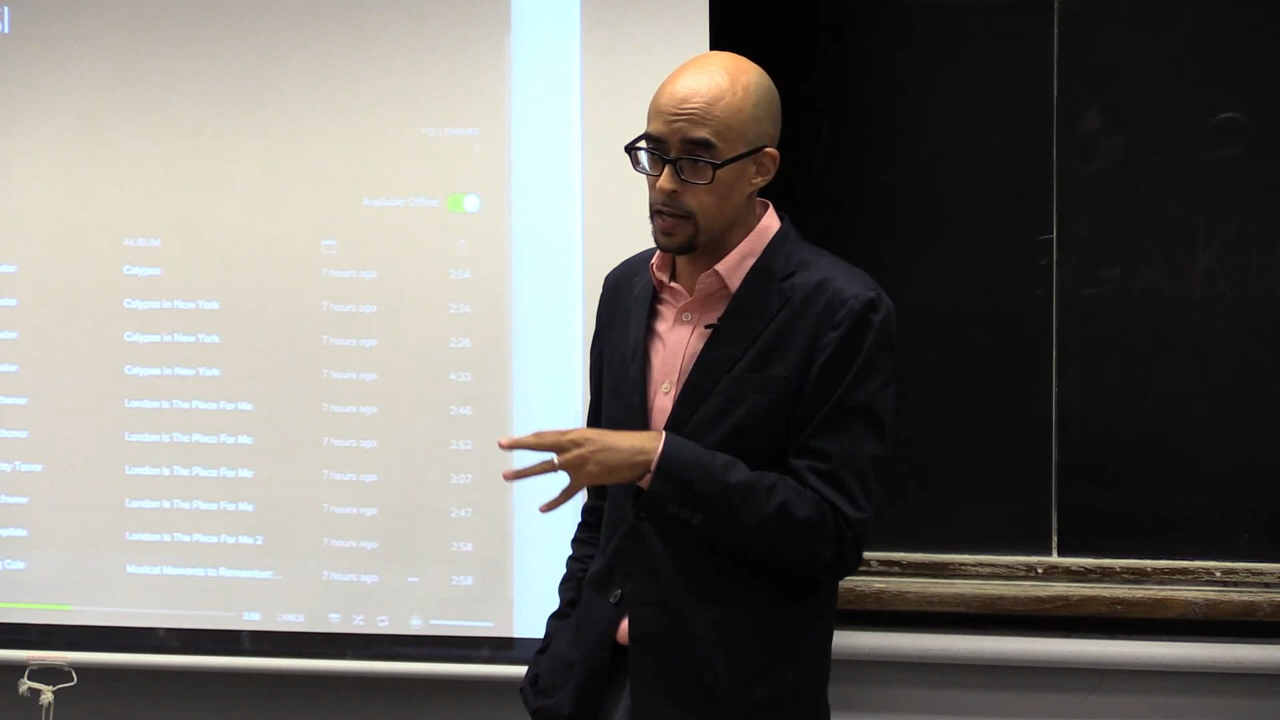 FOLLOWERS
Available Offline
ALBUM
Calypso 7 hours ago 2:54
Calypso in New York 7 hours ago 2:34
Calypso in New York 7 hours ago 2:26
Calypso in New York 7 hours ago 4:33
London Is The Place For Me 7 hours ago 2:46
London Is The Place For Me 7 hours ago 2:52
London Is The Place For Me 7 hours ago 3:07
London Is The Place For Me 7 hours ago 2:47
London Is The Place For Me 2 7 hours ago 2:58
Cole Musical Moments to Remember:... 7 hours ago 2:58
2:58 LYRICS